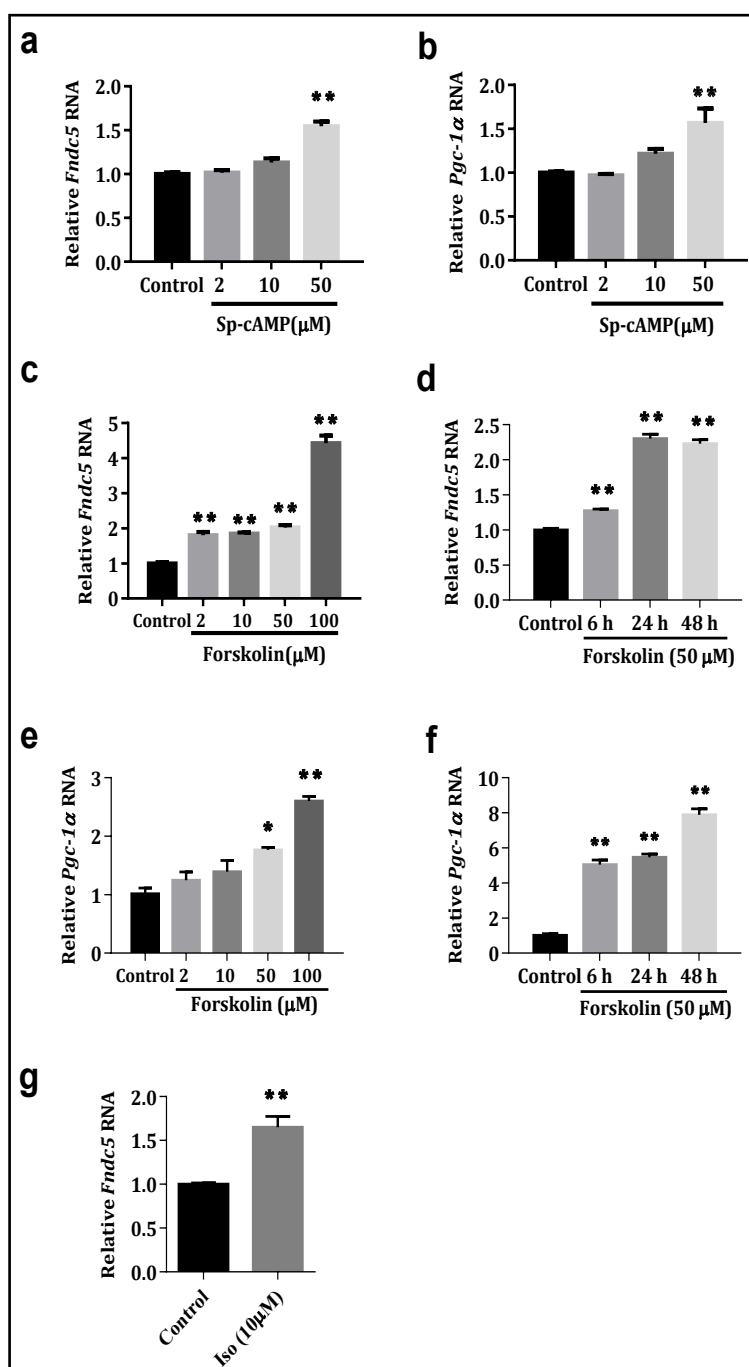 a
Relative Fndc5 RNA
2.0
1.5
1.0
0.5
0.0
**
Control 2 10 50
Sp-cAMP(μM)
b
Relative Pgc-1α RNA
2.0
1.5
1.0
0.5
0.0
**
Control 2 10 50
Sp-cAMP(μM)
c
Relative Fndc5 RNA
5
4
3
2
1
0
** ** ** **
Control 2 10 50 100
Forskolin(μM)
d
Relative Fndc5 RNA
2.5
2.0
1.5
1.0
0.5
0.0
** ** **
Control 6 h 24 h 48 h
Forskolin (50 μM)
e
Relative Pgc-1α RNA
3
2
1
0
* **
Control 2 10 50 100
Forskolin (μM)
f
Relative Pgc-1α RNA
10
8
6
4
2
0
** ** **
Control 6 h 24 h 48 h
Forskolin (50 μM)
g
Relative Fndc5 RNA
2.0
1.5
1.0
0.5
0.0
**
Control
Iso (10μM)